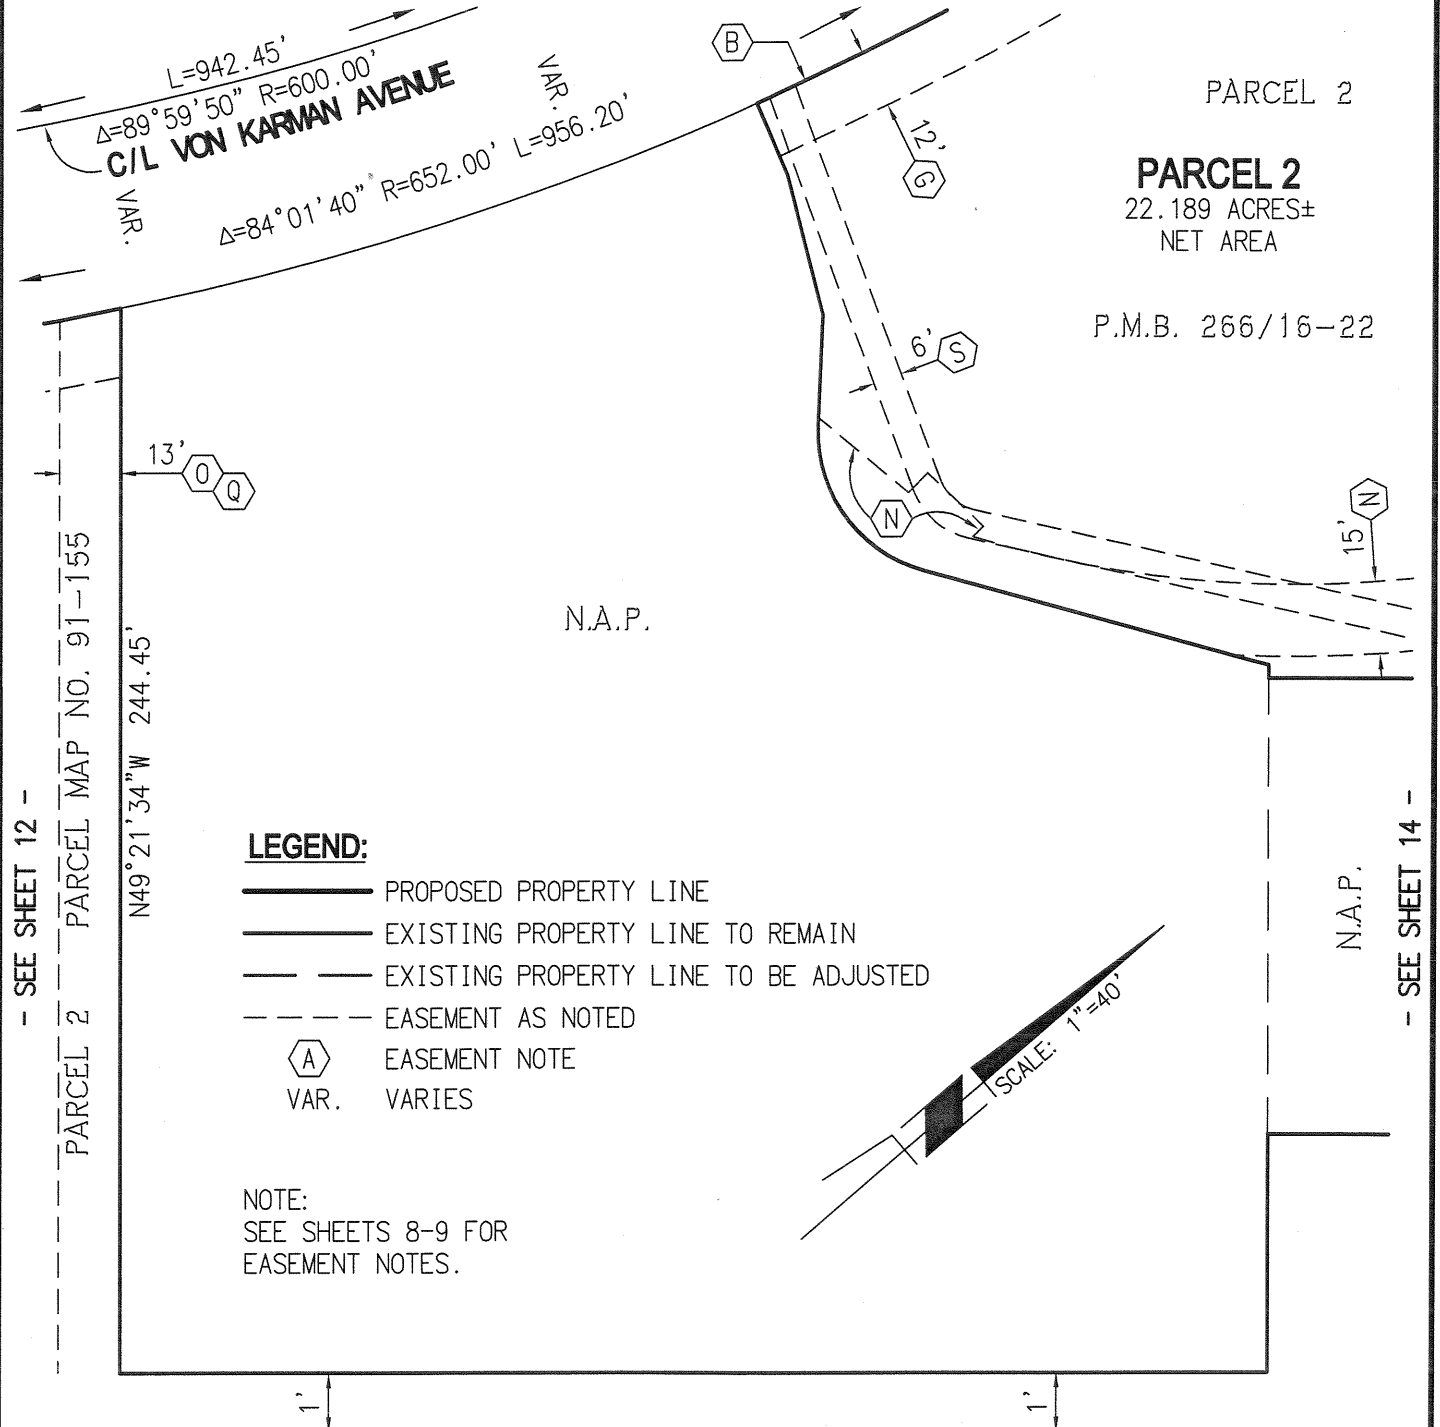 L=942.45'
Δ=89°59'50" R=600.00'
C/L VON KARMAN AVENUE
VAR.
VAR.
Δ=84°01'40" R=652.00' L=956.20'
B
12'
G
PARCEL 2
PARCEL 2
22.189 ACRES±
NET AREA
P.M.B. 266/16-22
6'
S
13'
O
Q
N
15'
N
N.A.P.
PARCEL 2 PARCEL MAP NO. 91-155
N49°21'34"W 244.45'
- SEE SHEET 12 -
LEGEND:
PROPOSED PROPERTY LINE
EXISTING PROPERTY LINE TO REMAIN
EXISTING PROPERTY LINE TO BE ADJUSTED
EASEMENT AS NOTED
A EASEMENT NOTE
VAR. VARIES
SCALE: 1"=40'
N.A.P.
- SEE SHEET 14 -
NOTE:
SEE SHEETS 8-9 FOR
EASEMENT NOTES.
1'
1'